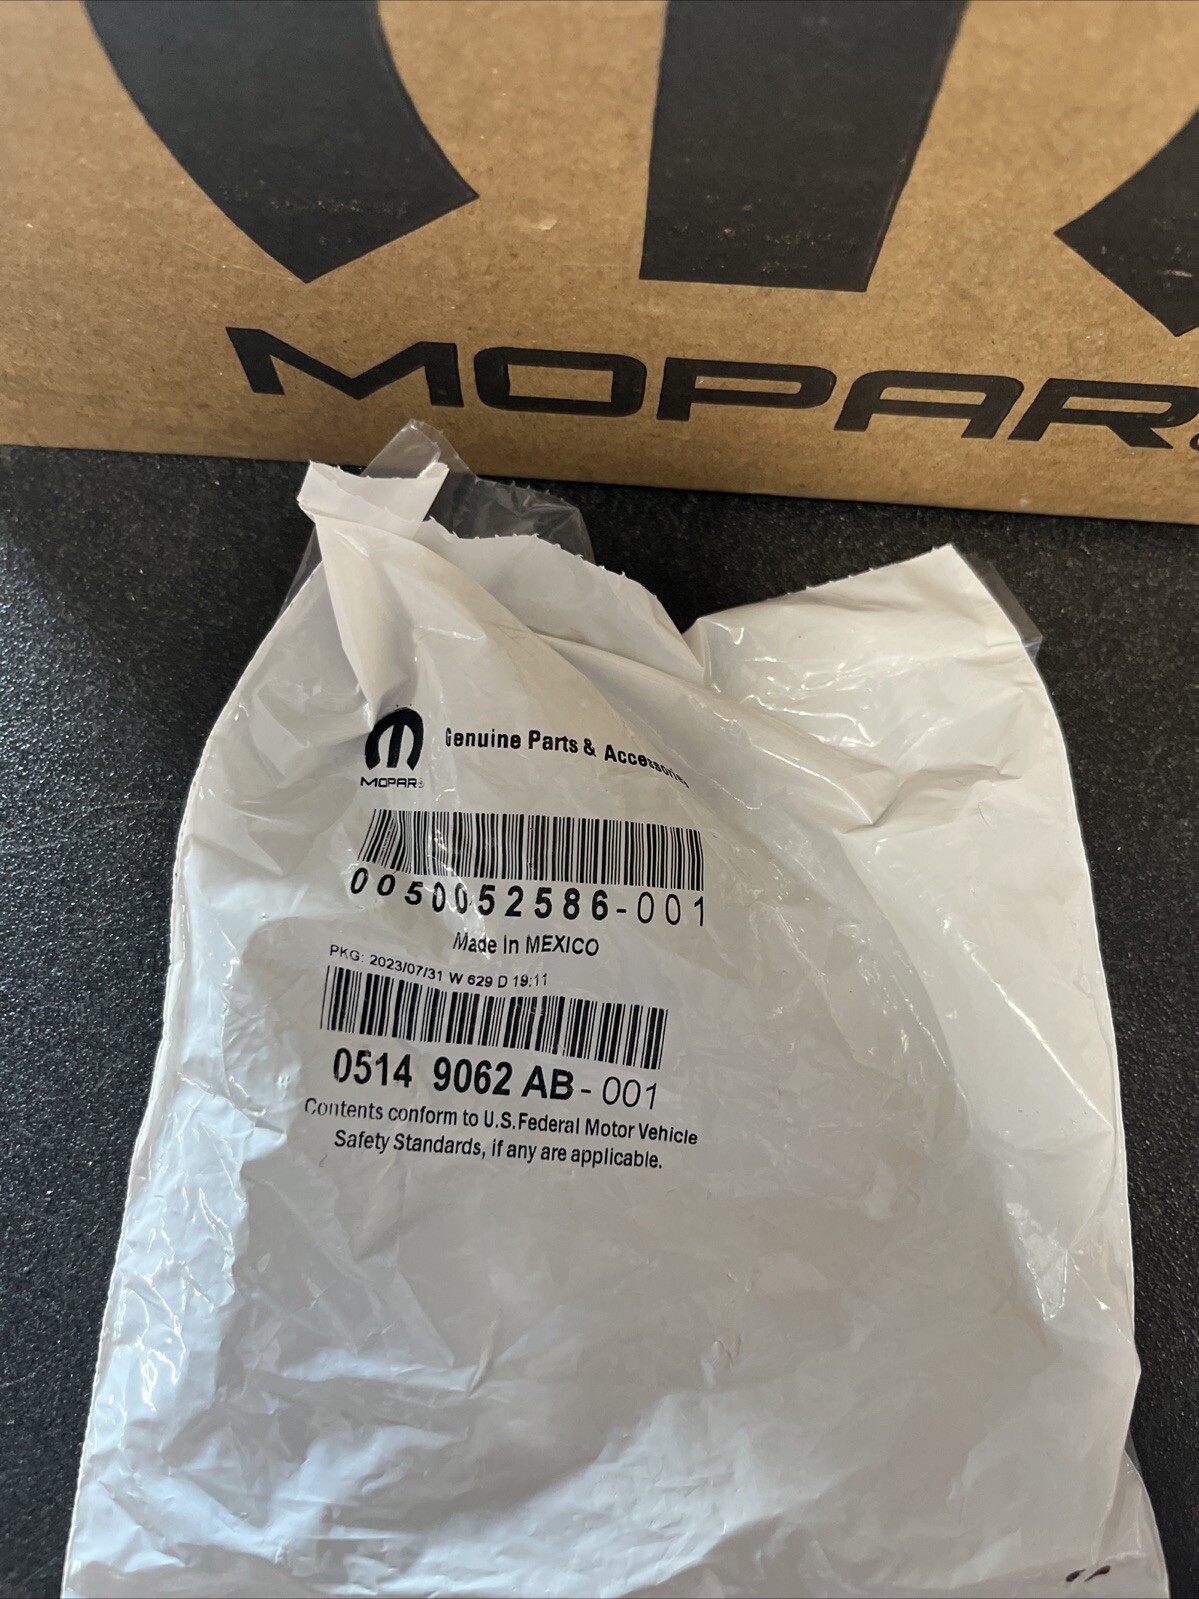 MOPAR
MOPAR
Genuine Parts & Accessories
0050052586-001
Made In MEXICO
PKG: 2023/07/31 W 629 D 19:11
0514 9062 AB-001
Contents conform to U.S.Federal Motor Vehicle
Safety Standards, if any are applicable.